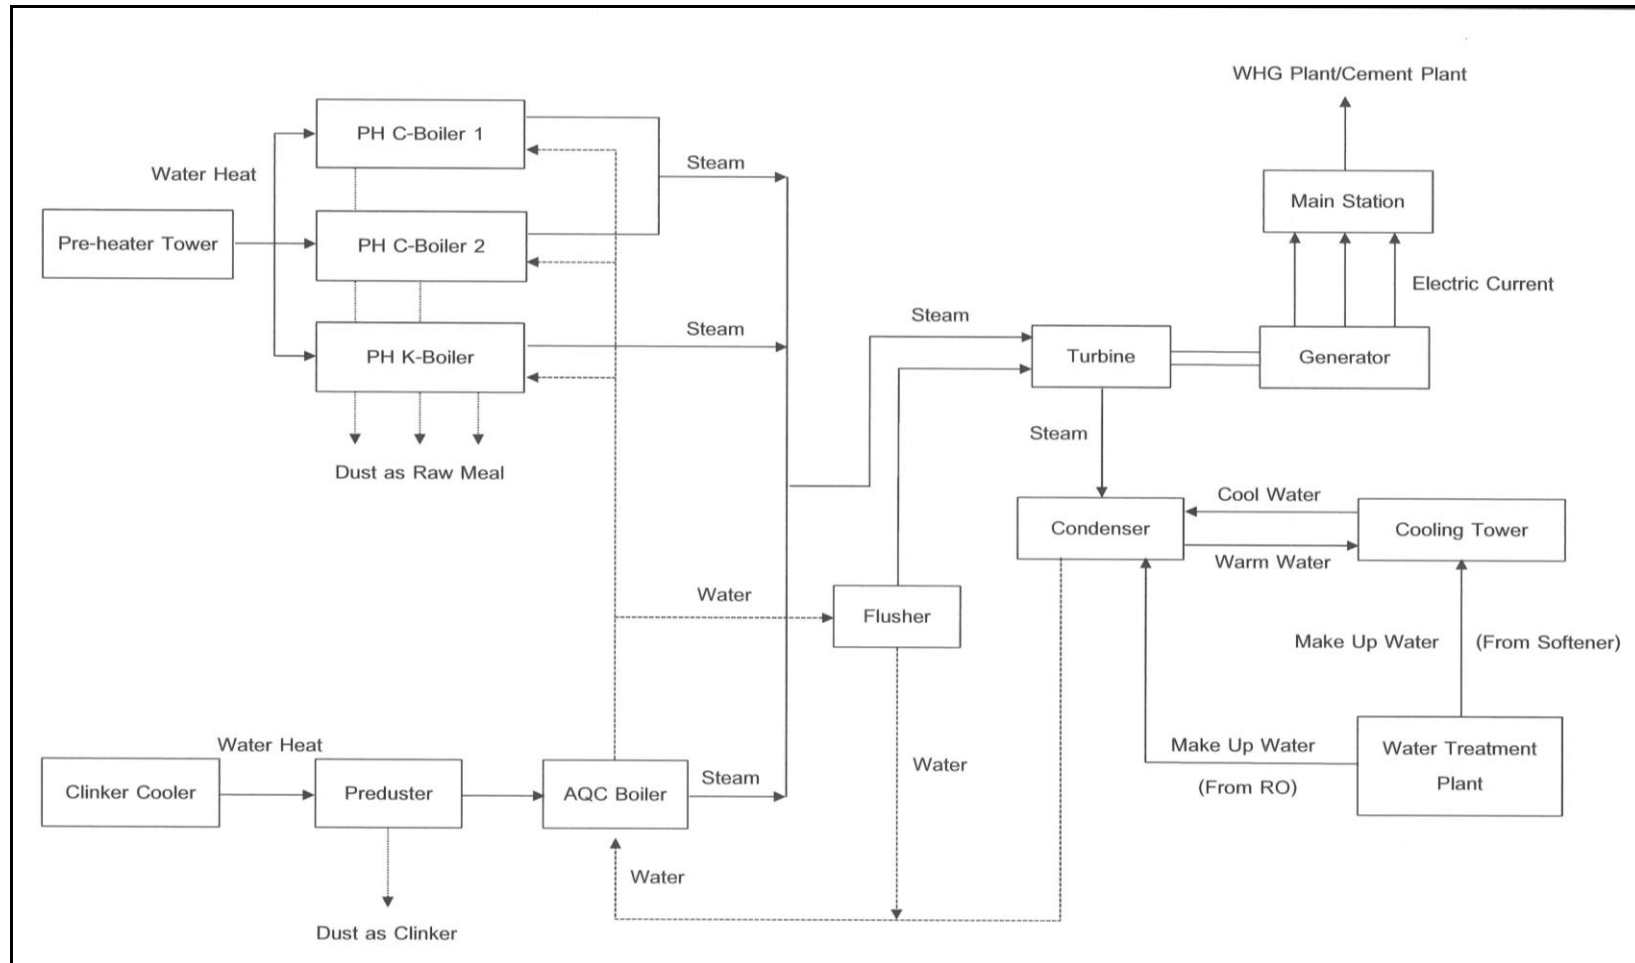 WHG Plant/Cement Plant
PH C-Boiler 1
Steam
Water Heat
Main Station
Pre-heater Tower
PH C-Boiler 2
Electric Current
PH K-Boiler
Steam
Steam
Turbine
Generator
Steam
Dust as Raw Meal
Cool Water
Condenser
Cooling Tower
Warm Water
Water
Flusher
Make Up Water
(From Softener)
Water Heat
Make Up Water
(From RO)
Water Treatment
Plant
Water
Clinker Cooler
Preduster
AQC Boiler
Steam
Water
Dust as Clinker